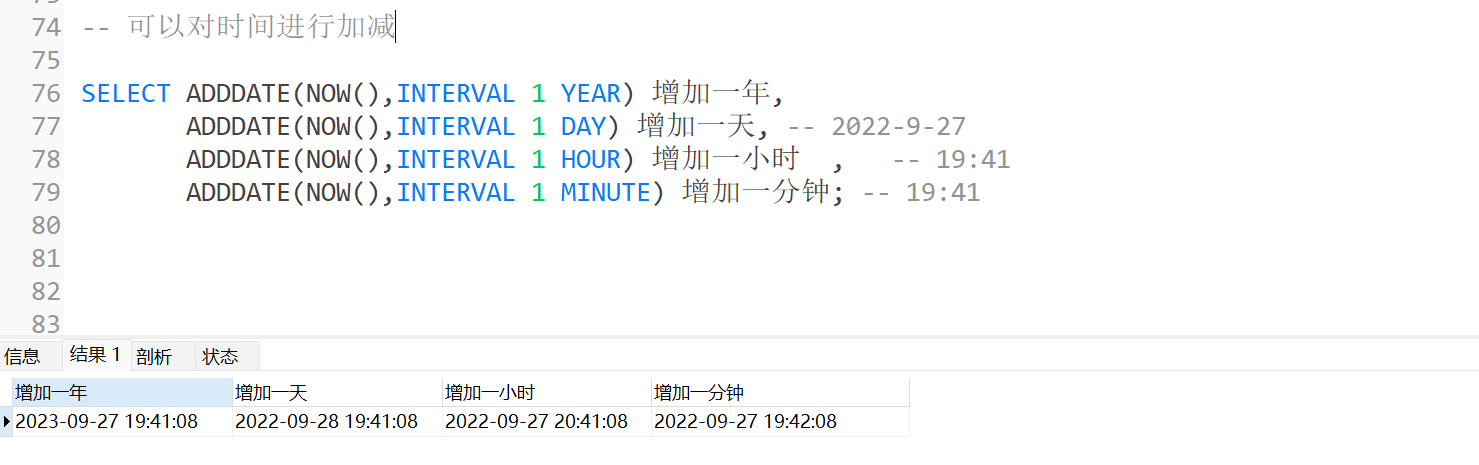 74 -- 可以对时间进行加减
75
76 SELECT ADDDATE(NOW(),INTERVAL 1 YEAR) 增加一年,
77 ADDDATE(NOW(),INTERVAL 1 DAY) 增加一天, -- 2022-9-27
78 ADDDATE(NOW(),INTERVAL 1 HOUR) 增加一小时 , -- 19:41
79 ADDDATE(NOW(),INTERVAL 1 MINUTE) 增加一分钟; -- 19:41
80
81
82
83
信息 结果 1 剖析 状态
增加一年 增加一天 增加一小时 增加一分钟
2023-09-27 19:41:08 2022-09-28 19:41:08 2022-09-27 20:41:08 2022-09-27 19:42:08